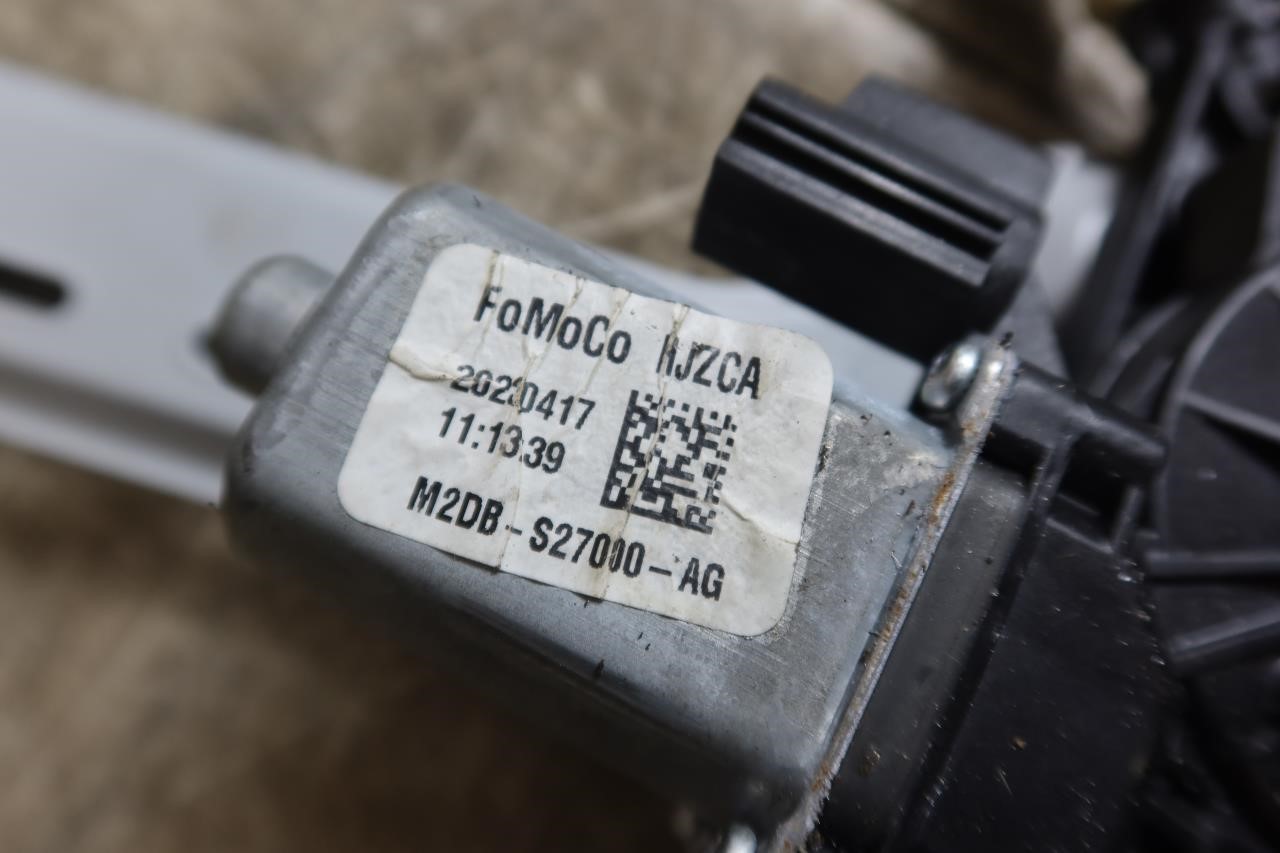 FoMoCo HJZCA
20220417
11:13:39
M2DB-S27000-AG